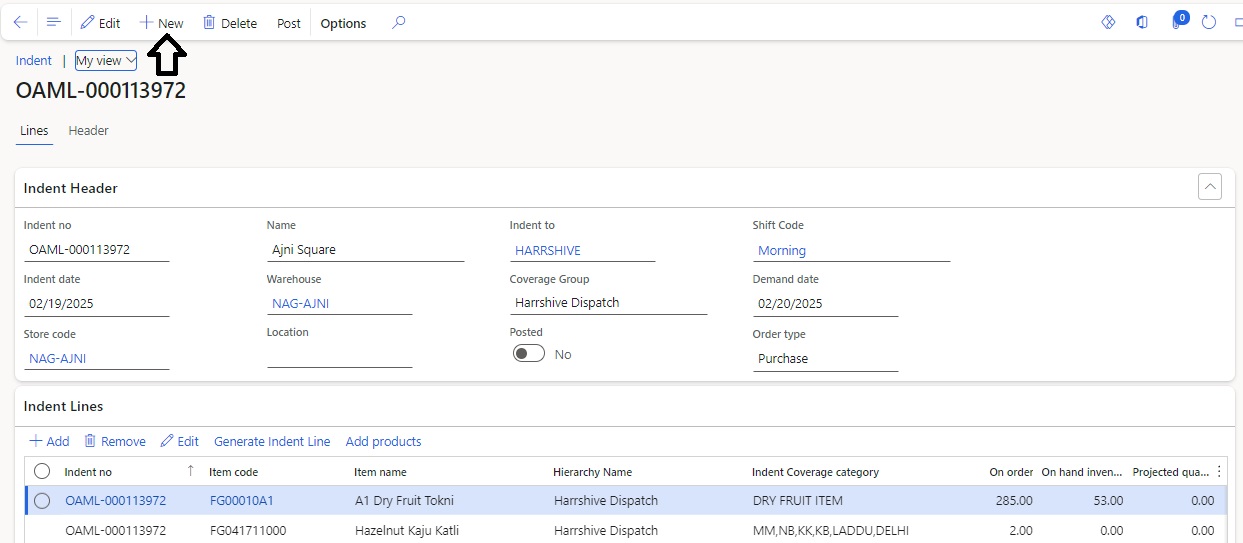 Edit New Delete Post Options 0
Indent | My view
OAML-000113972
Lines Header
Indent Header
Indent no Name Indent to Shift Code
OAML-000113972 Ajni Square HARRSHIVE Morning
Indent date Warehouse Coverage Group Demand date
02/19/2025 NAG-AJNI Harrshive Dispatch 02/20/2025
Store code Location Posted Order type
NAG-AJNI No Purchase
Indent Lines
Add Remove Edit Generate Indent Line Add products
Indent no Item code Item name Hierarchy Name Indent Coverage category On order On hand inven... Projected qua...
OAML-000113972 FG00010A1 A1 Dry Fruit Tokni Harrshive Dispatch DRY FRUIT ITEM 285.00 53.00 0.00
OAML-000113972 FG041711000 Hazelnut Kaju Katli Harrshive Dispatch MM,NB,KK,KB,LADDU,DELHI 2.00 0.00 0.00